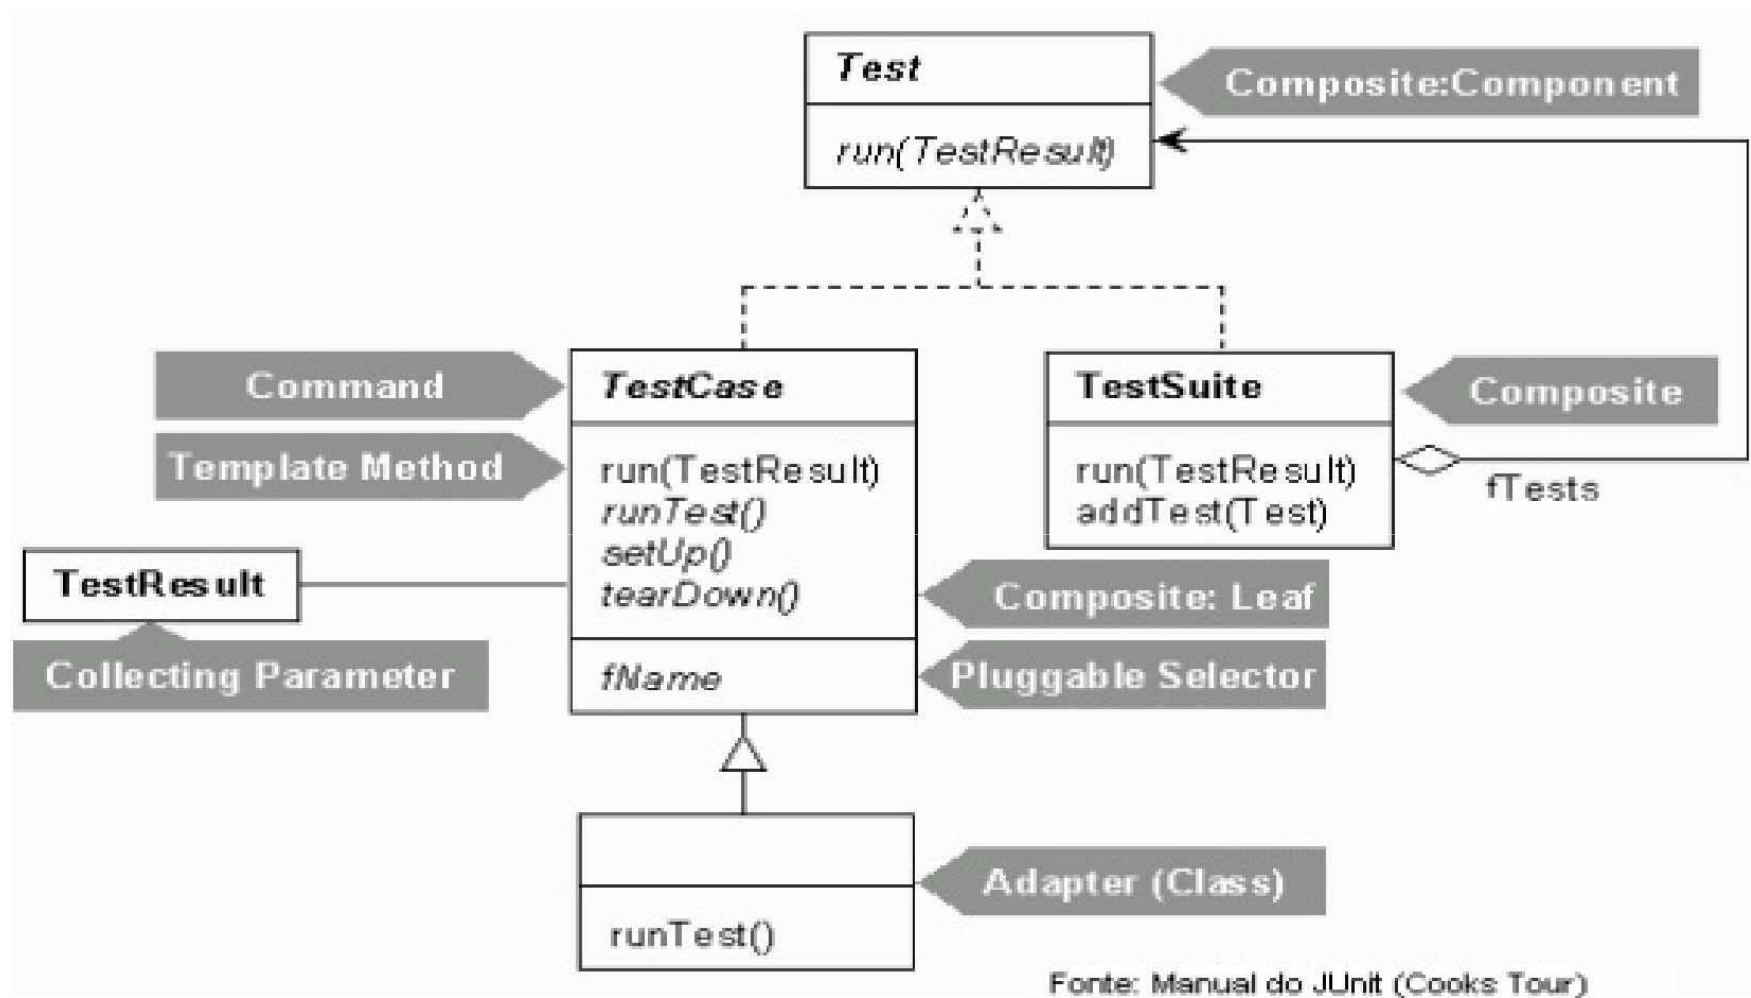 Test
Composite:Component
run(TestResult)
Command
TestCase
TestSuite
Composite
Template Method
run(TestResult)
runTest()
setUp()
tearDown()
run(TestResult)
addTest(Test)
fTests
TestResult
Composite: Leaf
Collecting Parameter
fName
Pluggable Selector
Adapter (Class)
runTest()
Fonte: Manual do JUnit (Cooks Tour)